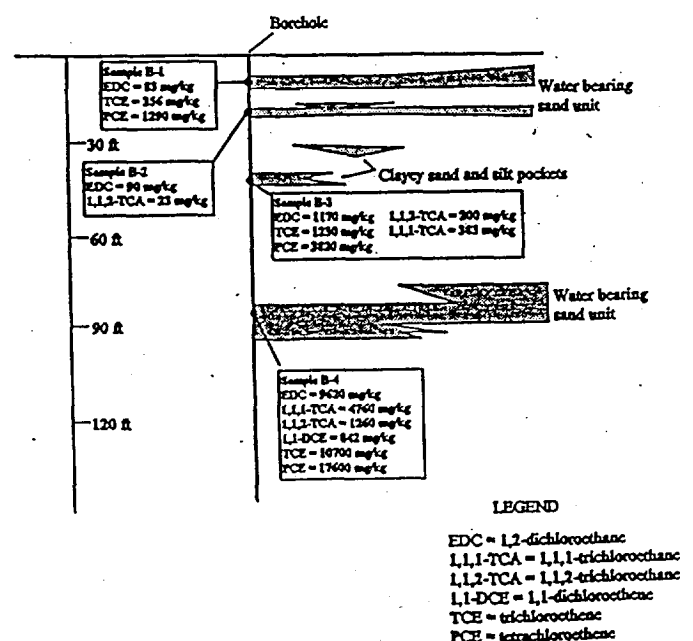 Borehole
Sample B-1
EDC = 83 mg/kg
TCE = 356 mg/kg
PCE = 1290 mg/kg
Water bearing
sand unit
30 ft
Sample B-2
EDC = 90 mg/kg
1,1,2-TCA = 23 mg/kg
Clayey sand and silt pockets
Sample B-3
EDC = 1170 mg/kg 1,1,2-TCA = 200 mg/kg
TCE = 1230 mg/kg 1,1,1-TCA = 383 mg/kg
PCE = 3820 mg/kg
60 ft
Water bearing
sand unit
90 ft
Sample B-4
EDC = 9620 mg/kg
1,1,1-TCA = 4760 mg/kg
1,1,2-TCA = 1260 mg/kg
1,1-DCE = 842 mg/kg
TCE = 10700 mg/kg
PCE = 17600 mg/kg
120 ft
LEGEND
EDC = 1,2-dichloroethane
1,1,1-TCA = 1,1,1-trichloroethane
1,1,2-TCA = 1,1,2-trichloroethane
1,1-DCE = 1,1-dichloroethene
TCE = trichloroethene
PCE = tetrachloroethene